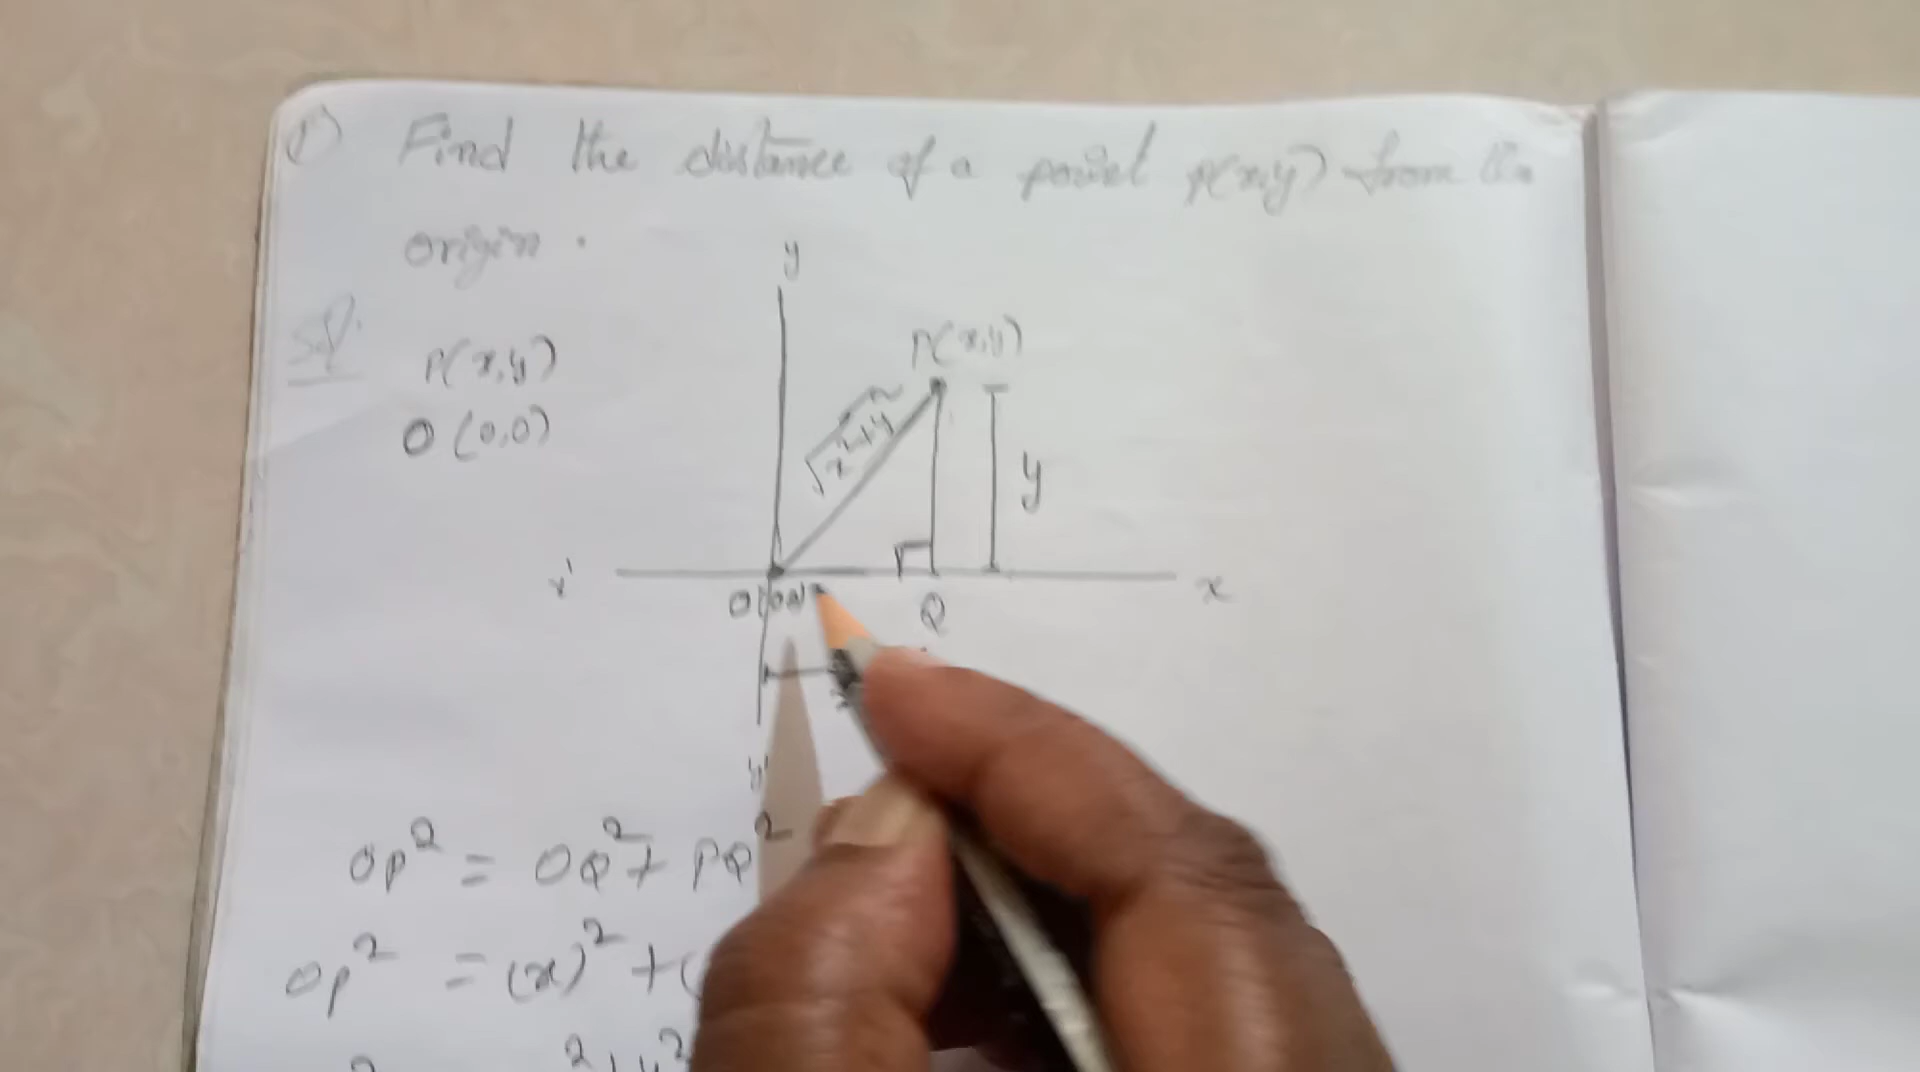 1) Find the distance of a point P(x,y) from the
origin.
Sol.
P(x,y)
O (0,0)
y
P(x,y)
√x²+y
y
x'
O(0,0)
Q
x
y'
OP² = OQ² + PQ²
OP² = (x)² + (